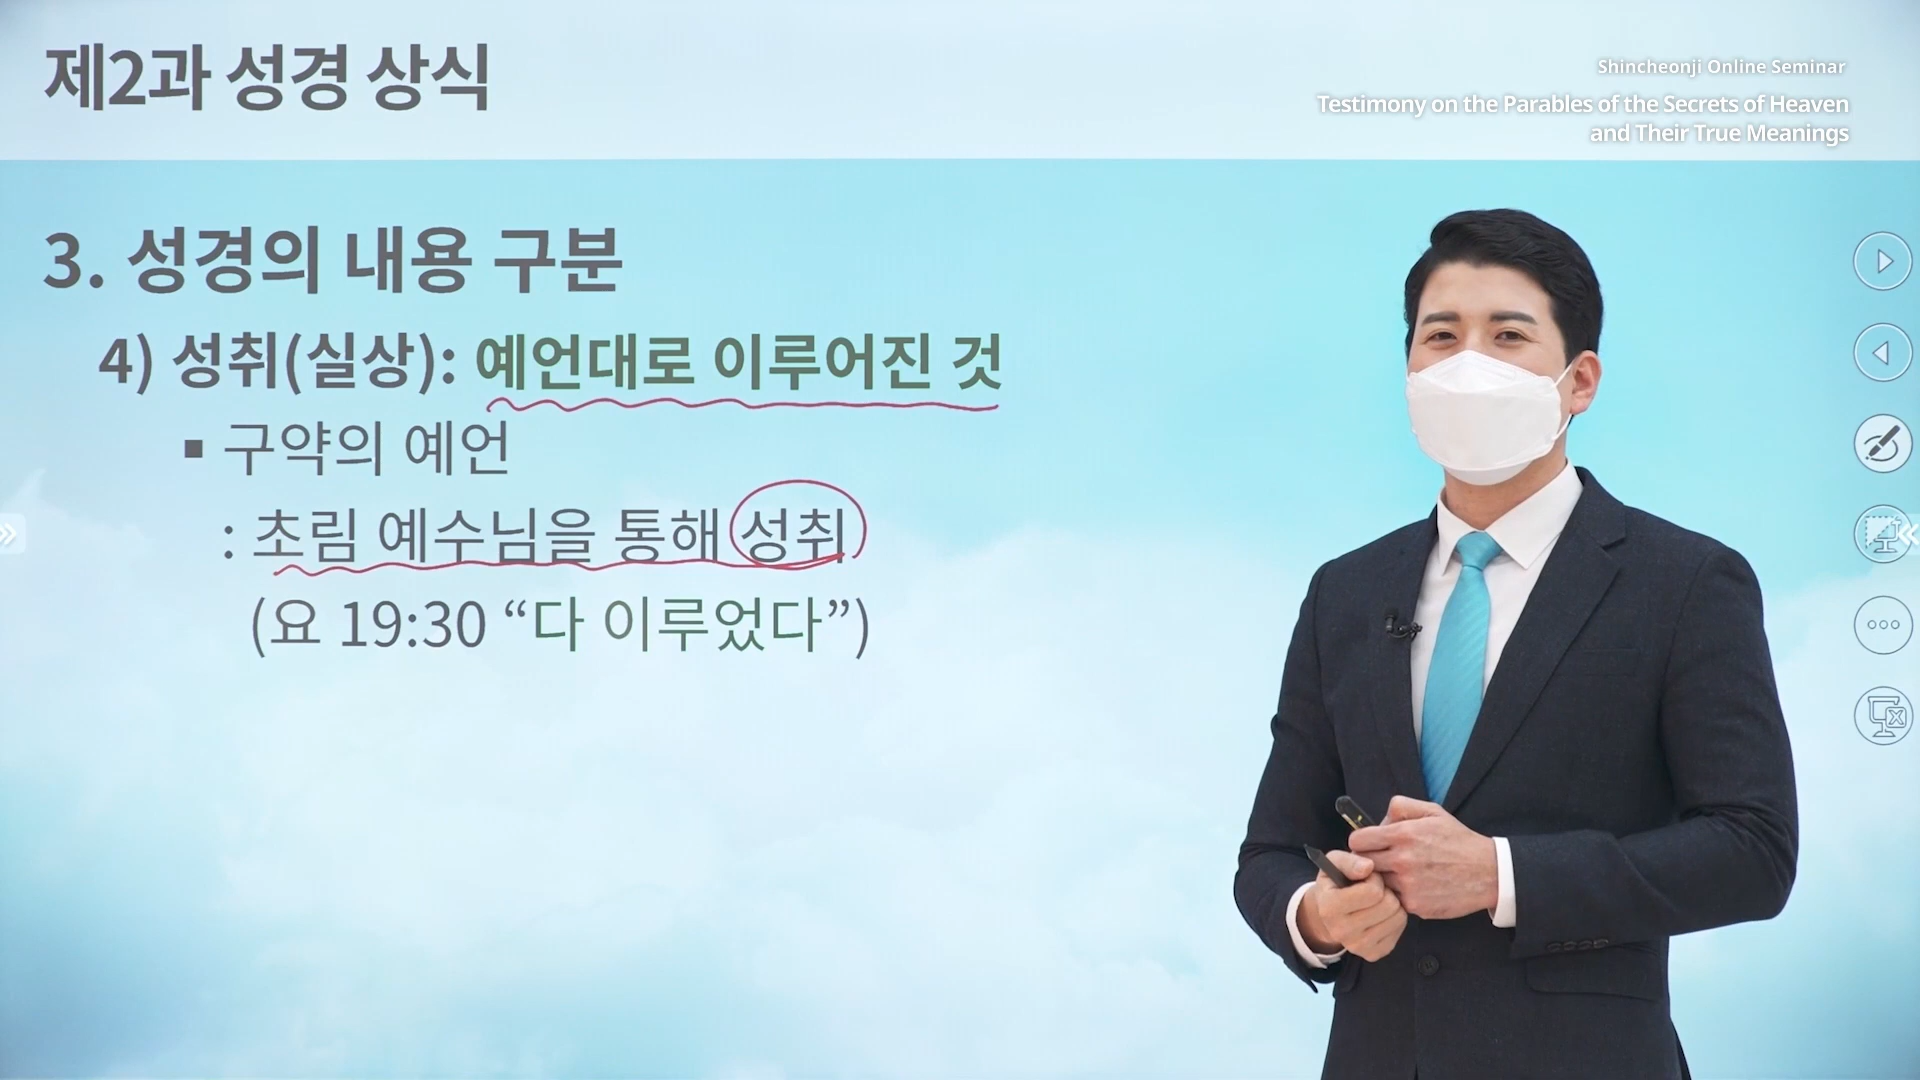 제2과 성경 상식
Shincheonji Online Seminar
Testimony on the Parables of the Secrets of Heaven
and Their True Meanings
3. 성경의 내용 구분
4) 성취(실상): 예언대로 이루어진 것
▪ 구약의 예언
: 초림 예수님을 통해 성취
(요 19:30 “다 이루었다”)